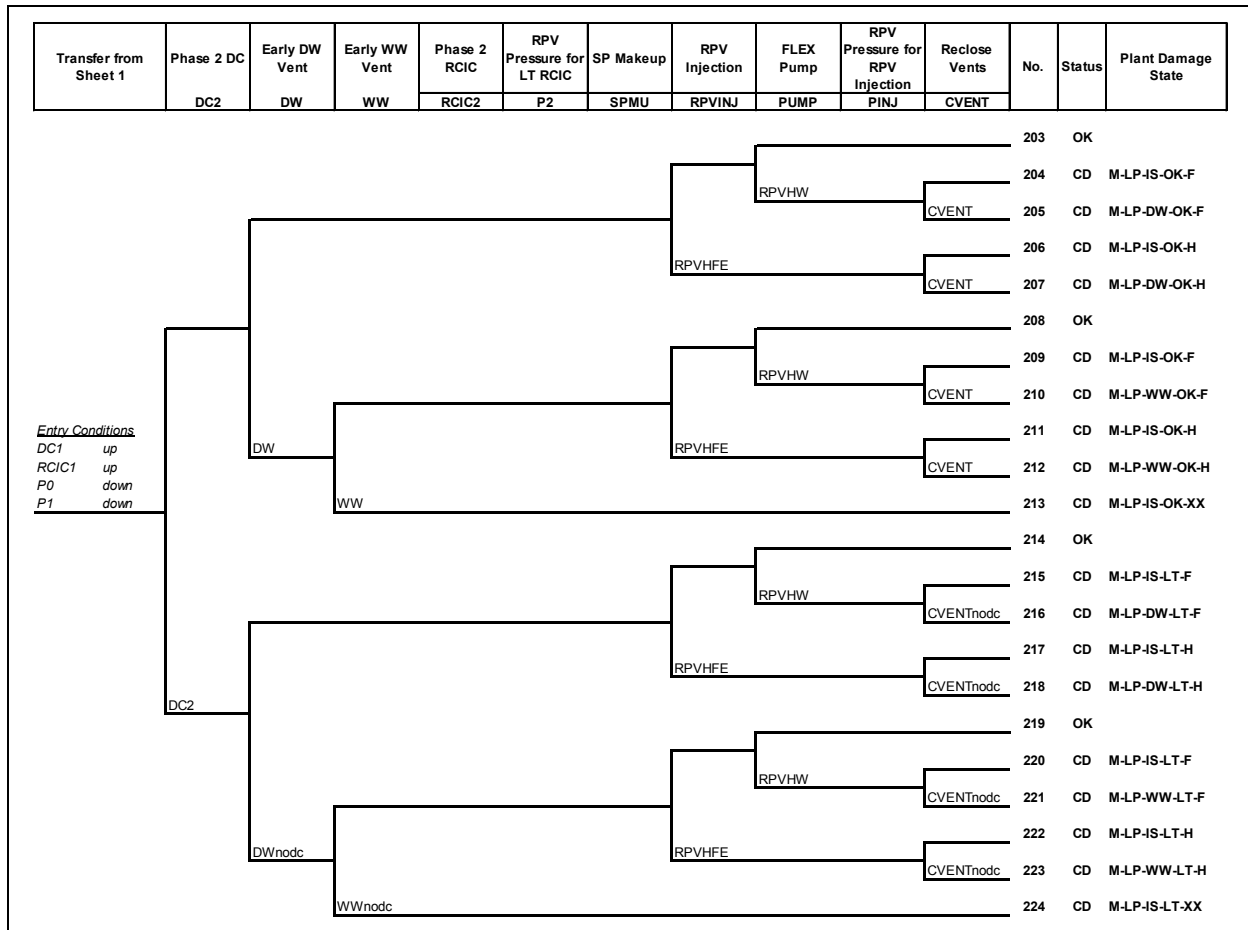 Transfer from Sheet 1
Phase 2 DC
Early DW Vent
Early WW Vent
Phase 2 RCIC
RPV Pressure for LT RCIC
SP Makeup
RPV Injection
FLEX Pump
RPV Pressure for RPV Injection
Reclose Vents
No.
Status
Plant Damage State
DC2 DW WW RCIC2 P2 SPMU RPVINJ PUMP PINJ CVENT
203 OK
204 CD M-LP-IS-OK-F
RPVHW
CVENT 205 CD M-LP-DW-OK-F
206 CD M-LP-IS-OK-H
RPVHFE
CVENT 207 CD M-LP-DW-OK-H
208 OK
209 CD M-LP-IS-OK-F
RPVHW
CVENT 210 CD M-LP-WW-OK-F
Entry Conditions
211 CD M-LP-IS-OK-H
DC1 up
DW
RPVHFE
RCIC1 up
CVENT 212 CD M-LP-WW-OK-H
P0 down
P1 down
WW 213 CD M-LP-IS-OK-XX
214 OK
215 CD M-LP-IS-LT-F
RPVHW
CVENTnodc 216 CD M-LP-DW-LT-F
217 CD M-LP-IS-LT-H
RPVHFE
CVENTnodc 218 CD M-LP-DW-LT-H
DC2
219 OK
220 CD M-LP-IS-LT-F
RPVHW
CVENTnodc 221 CD M-LP-WW-LT-F
222 CD M-LP-IS-LT-H
DWnodc
RPVHFE
CVENTnodc 223 CD M-LP-WW-LT-H
WWnodc 224 CD M-LP-IS-LT-XX